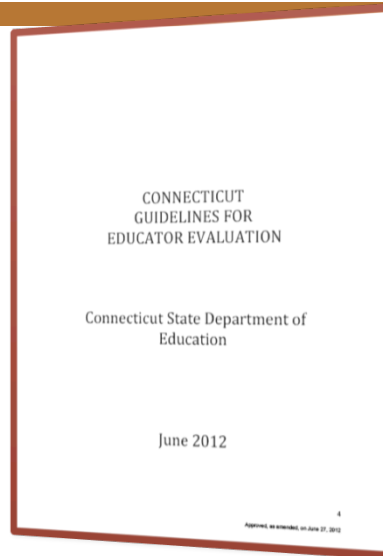 CONNECTICUT
GUIDELINES FOR
EDUCATOR EVALUATION
Connecticut State Department of
Education
June 2012
4
Approved, as amended, on June 27, 2012